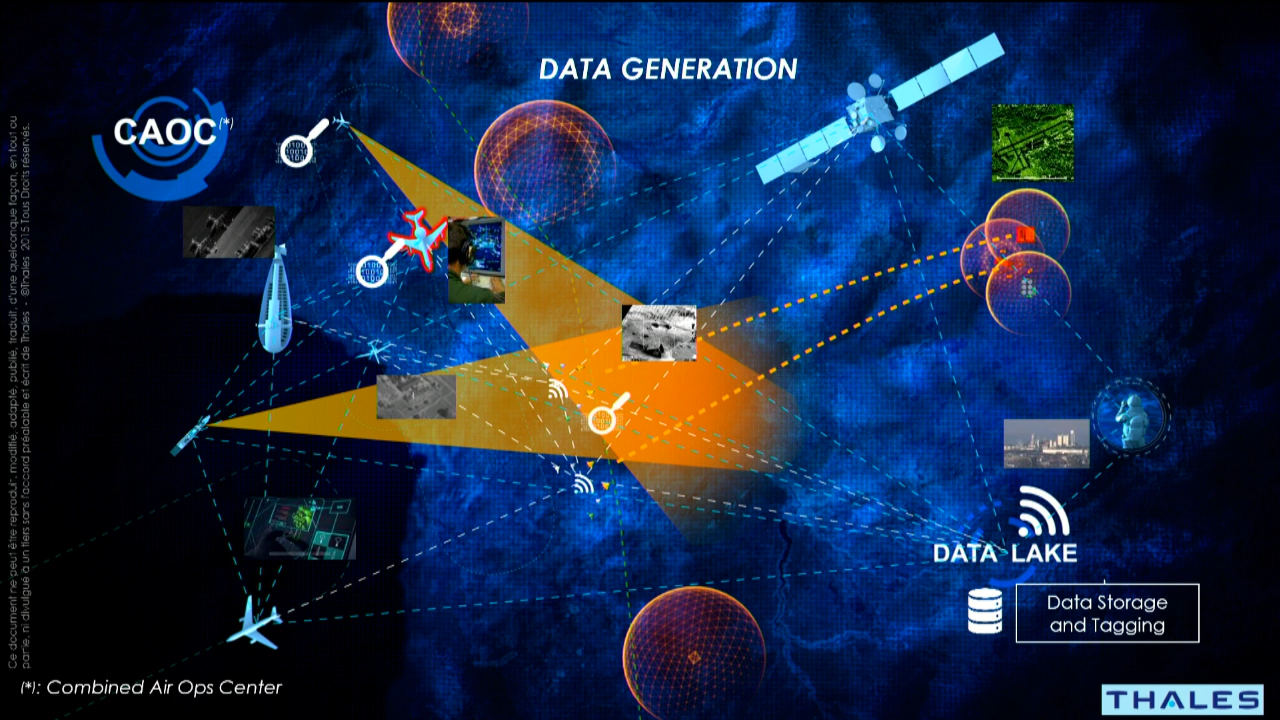 DATA GENERATION
CAOC(*)
DATA LAKE
Data Storage
and Tagging
(*): Combined Air Ops Center
THALES
Ce document ne peut être reproduit, modifié, adapté, publié, traduit, d'une quelconque façon, en tout ou
partie, ni divulgué à un tiers sans l'accord préalable et écrit de Thales - ©Thales 2015 Tous Droits réservés.